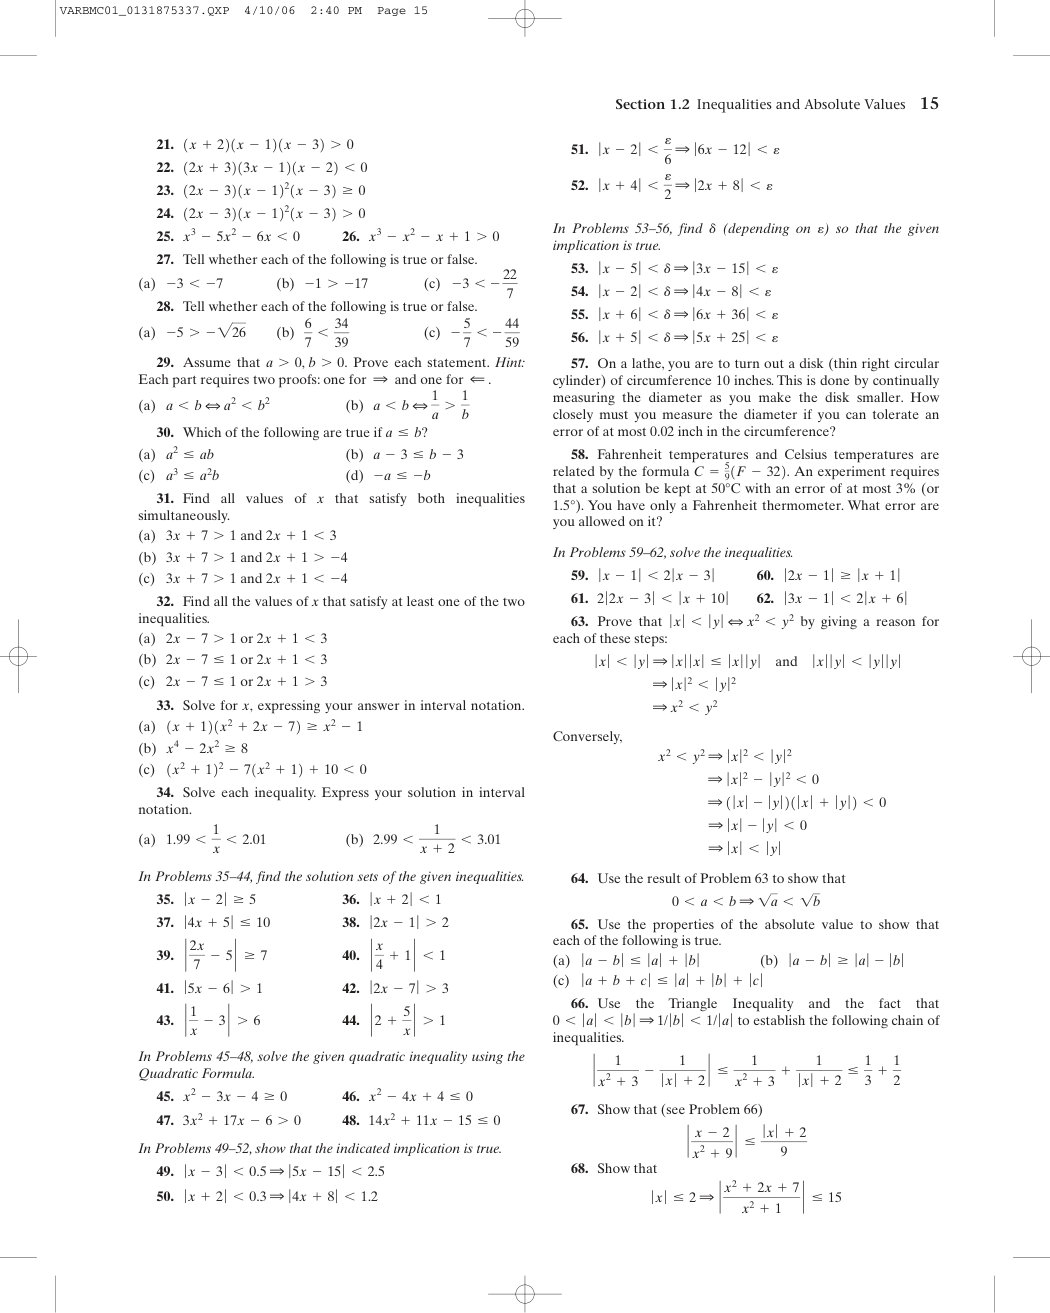 VARBMC01_0131875337.QXP 4/10/06 2:40 PM Page 15
Section 1.2 Inequalities and Absolute Values 15
21. (x + 2)(x − 1)(x − 3) > 0
22. (2x + 3)(3x − 1)(x − 2) < 0
23. (2x − 3)(x − 1)²(x − 3) ≥ 0
24. (2x − 3)(x − 1)²(x − 3) > 0
25. x³ − 5x² − 6x < 0 26. x³ − x² − x + 1 > 0
27. Tell whether each of the following is true or false.
(a) −3 < −7 (b) −1 > −17 (c) −3 < −22/7
28. Tell whether each of the following is true or false.
(a) −5 > −√26 (b) 6/7 < 34/39 (c) −5/7 < −44/59
29. Assume that a > 0, b > 0. Prove each statement. Hint:
Each part requires two proofs: one for ⇒ and one for ⇐.
(a) a < b ⇔ a² < b² (b) a < b ⇔ 1/a > 1/b
30. Which of the following are true if a ≤ b?
(a) a² ≤ ab (b) a − 3 ≤ b − 3
(c) a³ ≤ a²b (d) −a ≤ −b
31. Find all values of x that satisfy both inequalities
simultaneously.
(a) 3x + 7 > 1 and 2x + 1 < 3
(b) 3x + 7 > 1 and 2x + 1 > −4
(c) 3x + 7 > 1 and 2x + 1 < −4
32. Find all the values of x that satisfy at least one of the two
inequalities.
(a) 2x − 7 > 1 or 2x + 1 < 3
(b) 2x − 7 ≤ 1 or 2x + 1 < 3
(c) 2x − 7 ≤ 1 or 2x + 1 > 3
33. Solve for x, expressing your answer in interval notation.
(a) (x + 1)(x² + 2x − 7) ≥ x² − 1
(b) x⁴ − 2x² ≥ 8
(c) (x² + 1)² − 7(x² + 1) + 10 < 0
34. Solve each inequality. Express your solution in interval
notation.
(a) 1.99 < 1/x < 2.01 (b) 2.99 < 1/(x + 2) < 3.01
In Problems 35–44, find the solution sets of the given inequalities.
35. |x − 2| ≥ 5 36. |x + 2| < 1
37. |4x + 5| ≤ 10 38. |2x − 1| > 2
39. |2x/7 − 5| ≥ 7 40. |x/4 + 1| < 1
41. |5x − 6| > 1 42. |2x − 7| > 3
43. |1/x − 3| > 6 44. |2 + 5/x| > 1
In Problems 45–48, solve the given quadratic inequality using the
Quadratic Formula.
45. x² − 3x − 4 ≥ 0 46. x² − 4x + 4 ≤ 0
47. 3x² + 17x − 6 > 0 48. 14x² + 11x − 15 ≤ 0
In Problems 49–52, show that the indicated implication is true.
49. |x − 3| < 0.5 ⇒ |5x − 15| < 2.5
50. |x + 2| < 0.3 ⇒ |4x + 8| < 1.2
51. |x − 2| < ε/6 ⇒ |6x − 12| < ε
52. |x + 4| < ε/2 ⇒ |2x + 8| < ε
In Problems 53–56, find δ (depending on ε) so that the given
implication is true.
53. |x − 5| < δ ⇒ |3x − 15| < ε
54. |x − 2| < δ ⇒ |4x − 8| < ε
55. |x + 6| < δ ⇒ |6x + 36| < ε
56. |x + 5| < δ ⇒ |5x + 25| < ε
57. On a lathe, you are to turn out a disk (thin right circular
cylinder) of circumference 10 inches. This is done by continually
measuring the diameter as you make the disk smaller. How
closely must you measure the diameter if you can tolerate an
error of at most 0.02 inch in the circumference?
58. Fahrenheit temperatures and Celsius temperatures are
related by the formula C = 5/9(F − 32). An experiment requires
that a solution be kept at 50°C with an error of at most 3% (or
1.5°). You have only a Fahrenheit thermometer. What error are
you allowed on it?
In Problems 59–62, solve the inequalities.
59. |x − 1| < 2|x − 3| 60. |2x − 1| ≥ |x + 1|
61. 2|2x − 3| < |x + 10| 62. |3x − 1| < 2|x + 6|
63. Prove that |x| < |y| ⇔ x² < y² by giving a reason for
each of these steps:
|x| < |y| ⇒ |x||x| ≤ |x||y| and |x||y| < |y||y|
⇒ |x|² < |y|²
⇒ x² < y²
Conversely,
x² < y² ⇒ |x|² < |y|²
⇒ |x|² − |y|² < 0
⇒ (|x| − |y|)(|x| + |y|) < 0
⇒ |x| − |y| < 0
⇒ |x| < |y|
64. Use the result of Problem 63 to show that
0 < a < b ⇒ √a < √b
65. Use the properties of the absolute value to show that
each of the following is true.
(a) |a − b| ≤ |a| + |b| (b) |a − b| ≥ |a| − |b|
(c) |a + b + c| ≤ |a| + |b| + |c|
66. Use the Triangle Inequality and the fact that
0 < |a| < |b| ⇒ 1/|b| < 1/|a| to establish the following chain of
inequalities.
|1/(x² + 3) − 1/(|x| + 2)| ≤ 1/(x² + 3) + 1/(|x| + 2) ≤ 1/3 + 1/2
67. Show that (see Problem 66)
|(x − 2)/(x² + 9)| ≤ (|x| + 2)/9
68. Show that
|x| ≤ 2 ⇒ |(x² + 2x + 7)/(x² + 1)| ≤ 15